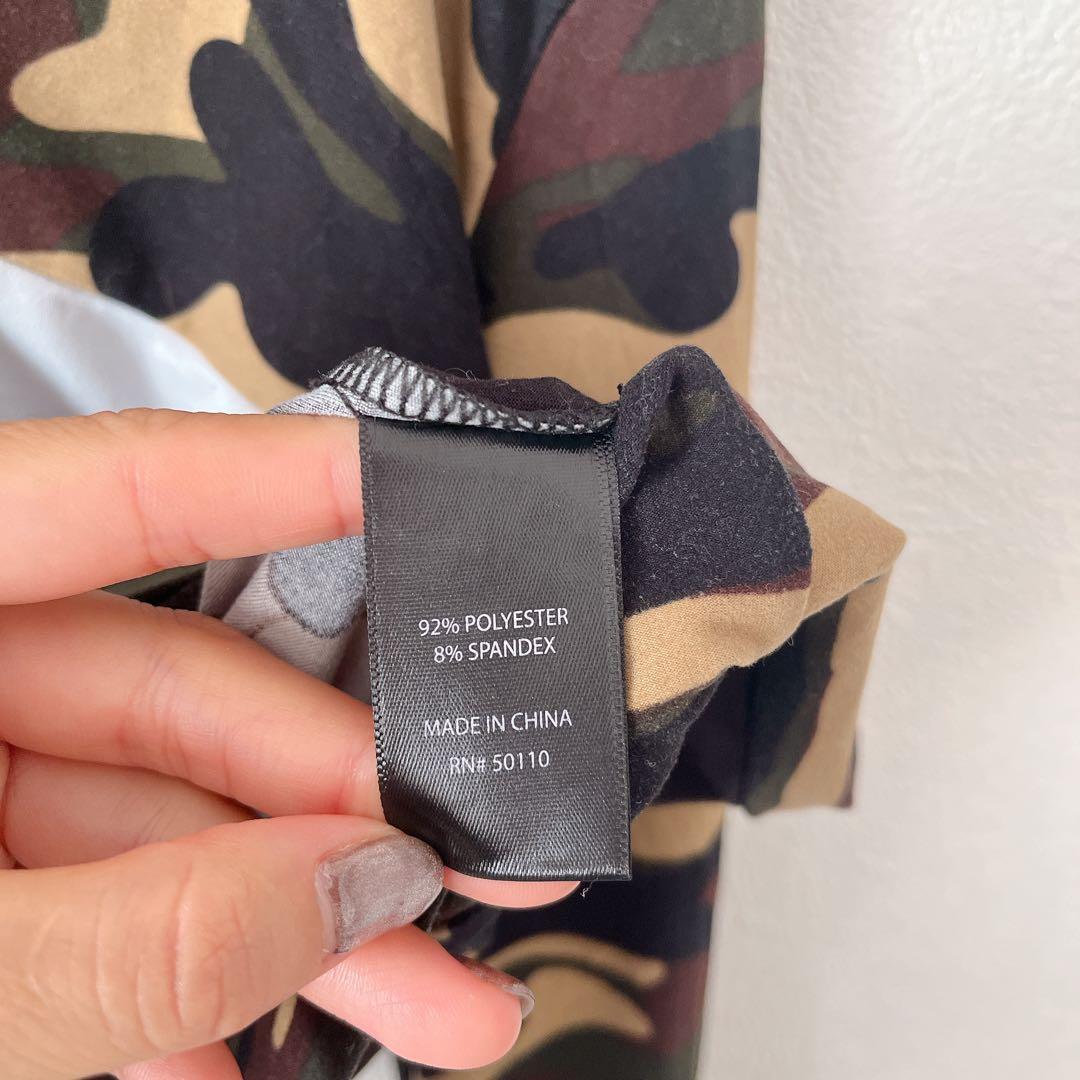 92% POLYESTER
8% SPANDEX
MADE IN CHINA
RN# 50110